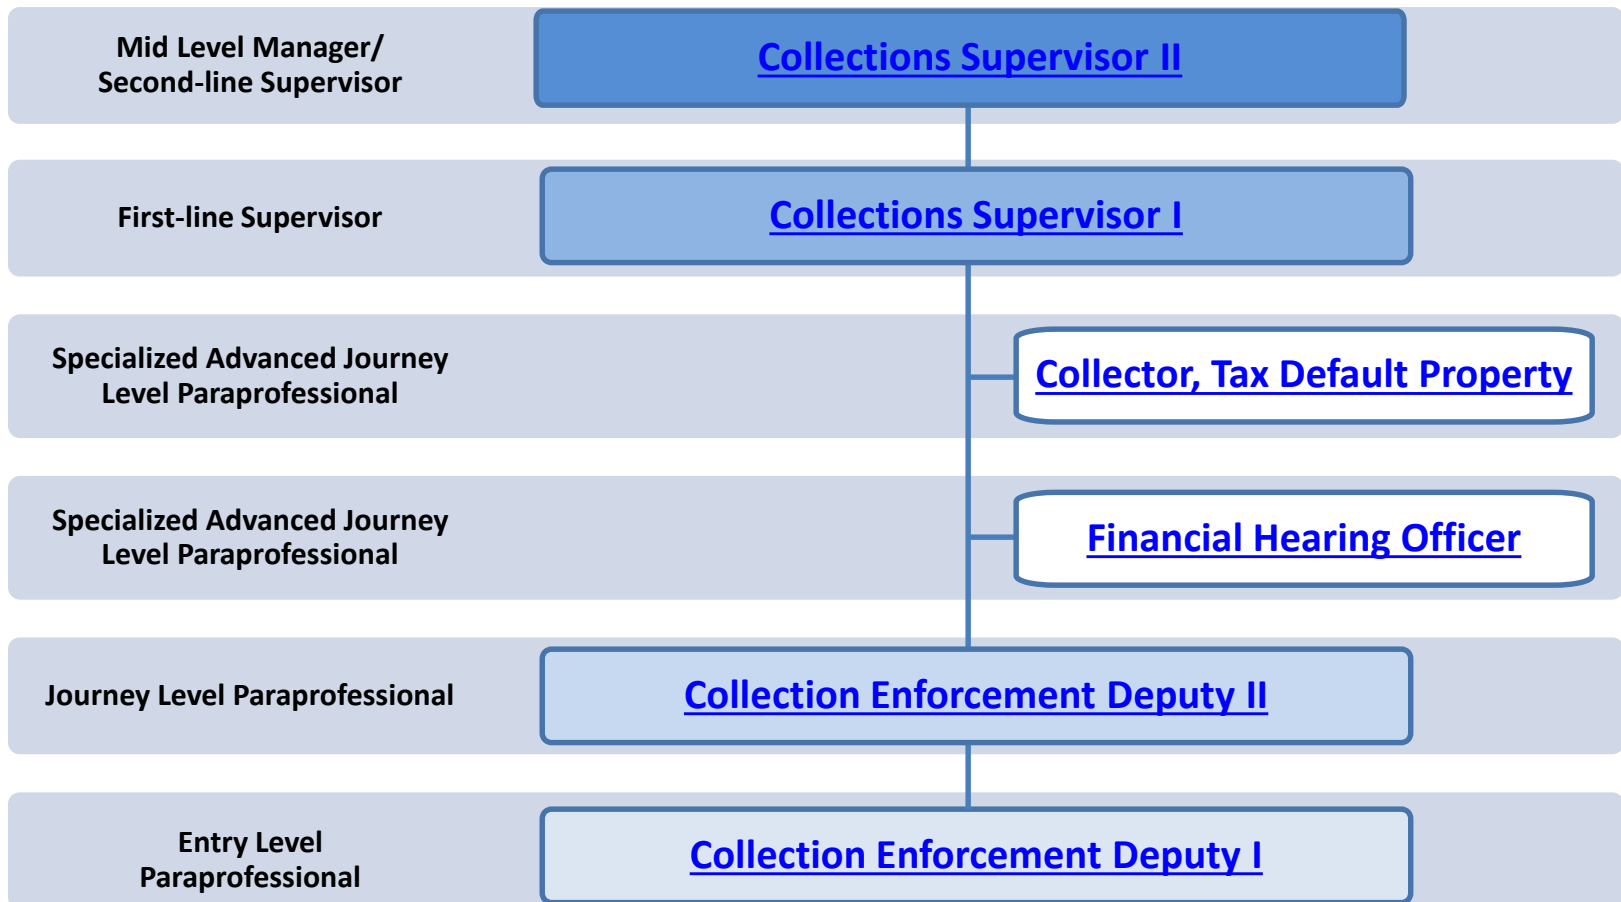 Mid Level Manager/
Second-line Supervisor
Collections Supervisor II
First-line Supervisor
Collections Supervisor I
Specialized Advanced Journey
Level Paraprofessional
Collector, Tax Default Property
Specialized Advanced Journey
Level Paraprofessional
Financial Hearing Officer
Journey Level Paraprofessional
Collection Enforcement Deputy II
Entry Level
Paraprofessional
Collection Enforcement Deputy I